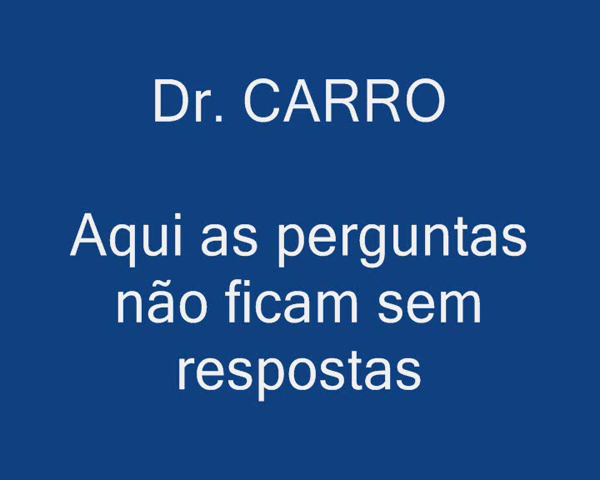 Dr. CARRO
Aqui as perguntas
não ficam sem
respostas